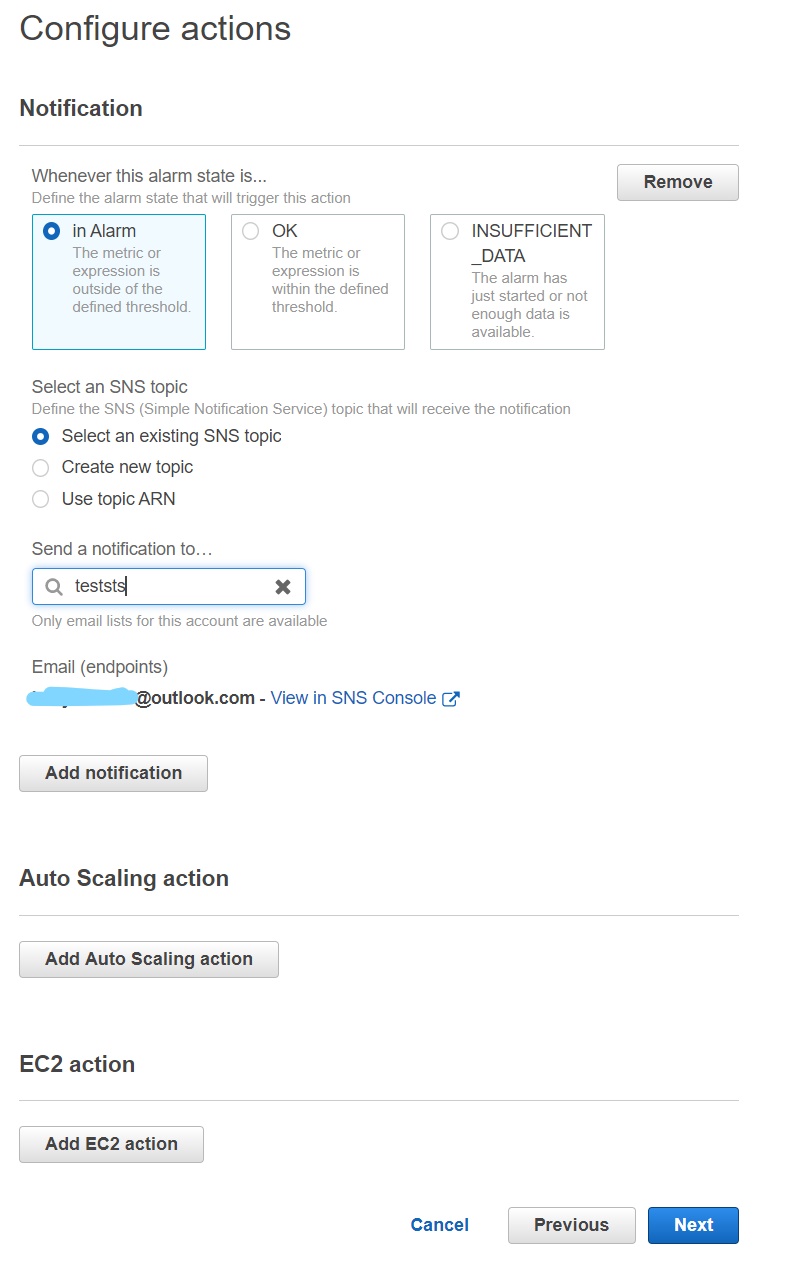 Configure actions
Notification
Whenever this alarm state is...
Define the alarm state that will trigger this action
Remove
in Alarm
The metric or
expression is
outside of the
defined threshold.
OK
The metric or
expression is
within the defined
threshold.
INSUFFICIENT
_DATA
The alarm has
just started or not
enough data is
available.
Select an SNS topic
Define the SNS (Simple Notification Service) topic that will receive the notification
Select an existing SNS topic
Create new topic
Use topic ARN
Send a notification to…
teststs
Only email lists for this account are available
Email (endpoints)
@outlook.com - View in SNS Console
Add notification
Auto Scaling action
Add Auto Scaling action
EC2 action
Add EC2 action
Cancel
Previous
Next